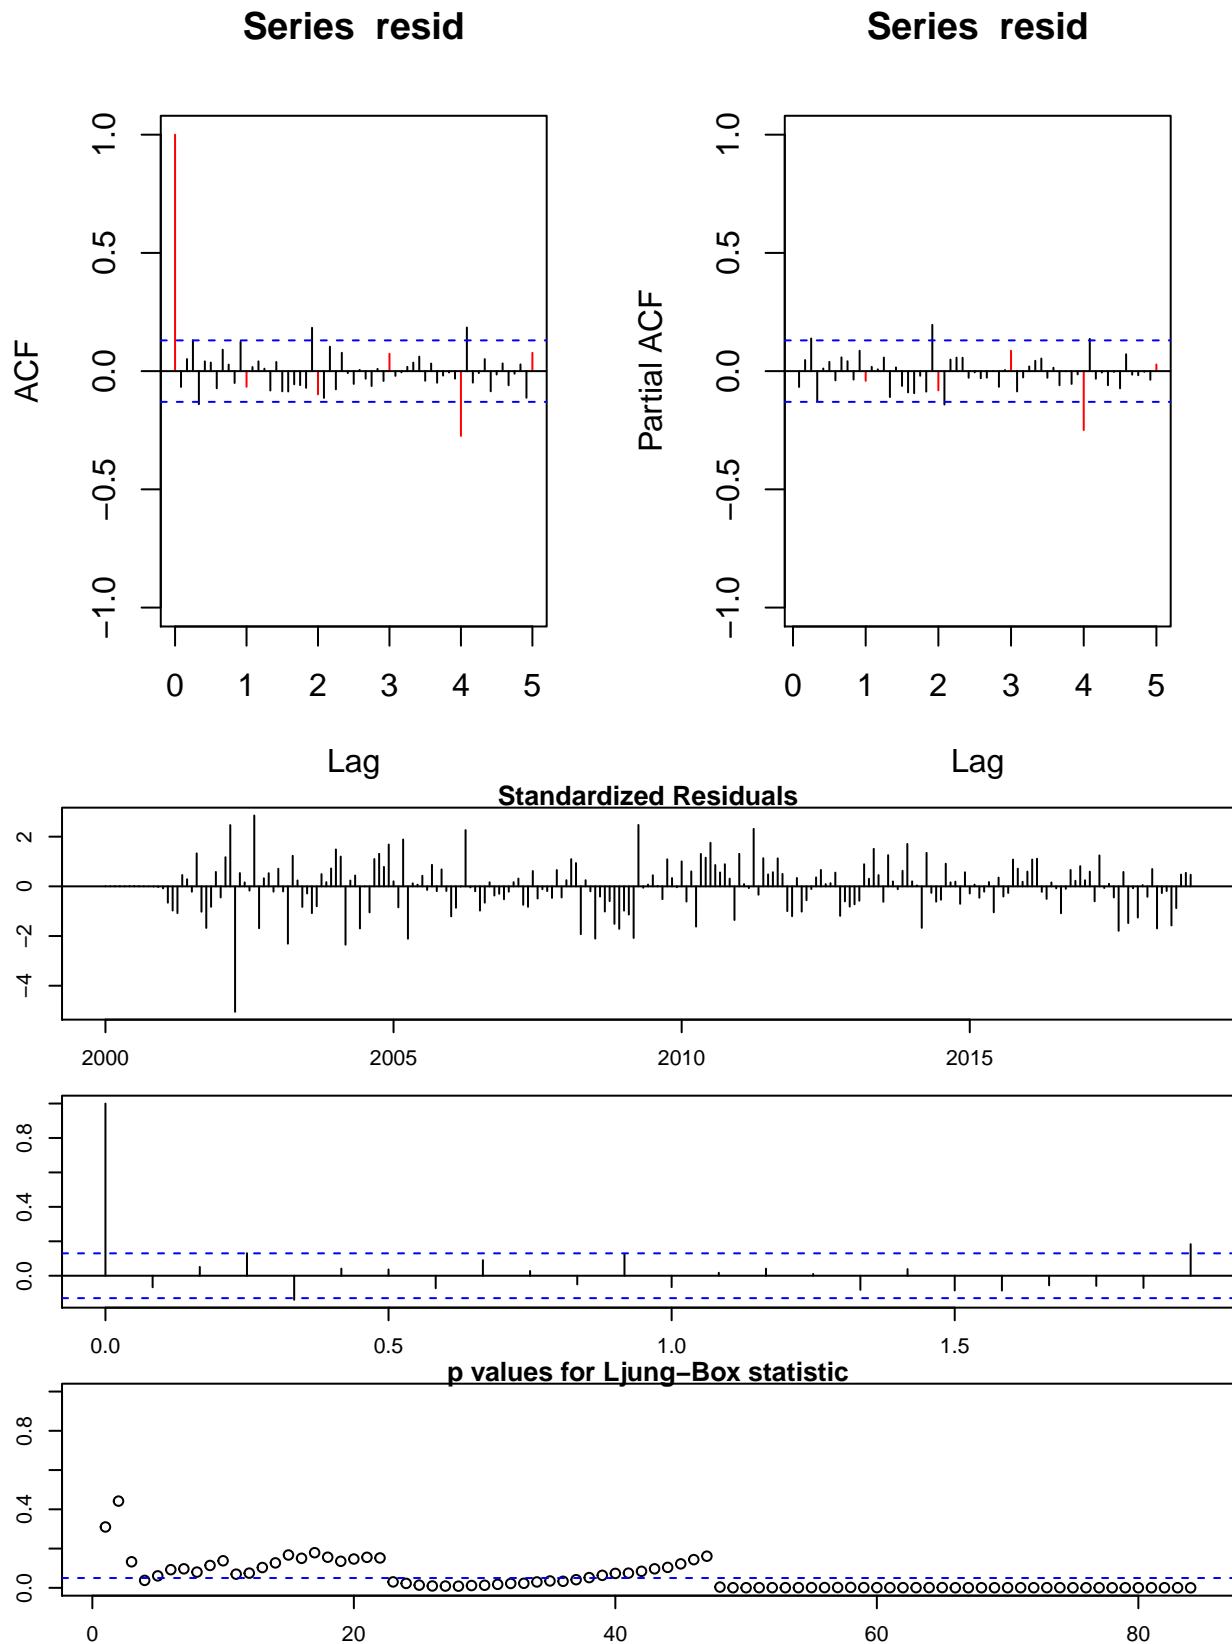 Series resid
Series resid
ACF
1.0
0.5
0.0
−0.5
−1.0
0 1 2 3 4 5
Lag
Partial ACF
1.0
0.5
0.0
−0.5
−1.0
0 1 2 3 4 5
Lag
Standardized Residuals
2
0
−2
−4
2000 2005 2010 2015
0.8
0.4
0.0
0.0 0.5 1.0 1.5
p values for Ljung−Box statistic
0.8
0.4
0.0
0 20 40 60 80